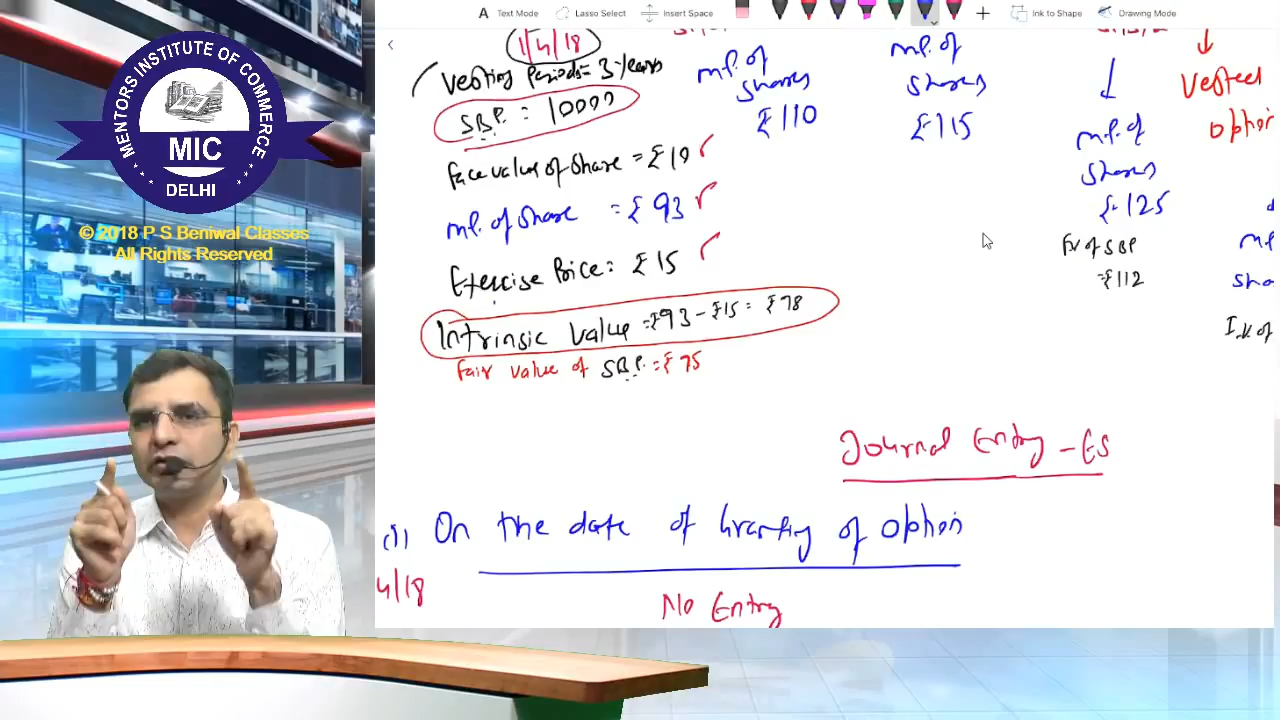 Text Mode
Lasso Select
Insert Space
Ink to Shape
Drawing Mode
MENTORS INSTITUTE OF COMMERCE
MIC
DELHI
© 2018 P S Beniwal Classes
All Rights Reserved
1/4/18
Vesting Periods = 3-years
S.B.P. = 10000
Face value of Share = ₹10
m.p. of Share = ₹93
Exercise Price = ₹15
Intrinsic Value = ₹93 - ₹15 = ₹78
Fair value of S.B.P. = ₹75
m.p. of
Shares
₹110
m.p. of
Shares
₹115
m.p. of
Shares
₹125
FV of SBP
=₹112
Vested
option
m.p
Sha
I.V of
Journal Entry - ES
(1) On the date of Granting of option
4/18
No Entry